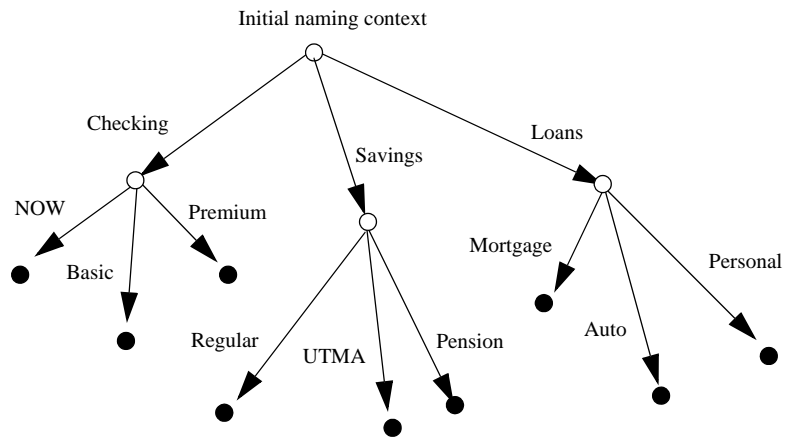 Initial naming context
Checking
Loans
Savings
NOW
Premium
Basic
Mortgage
Personal
Regular
UTMA
Pension
Auto